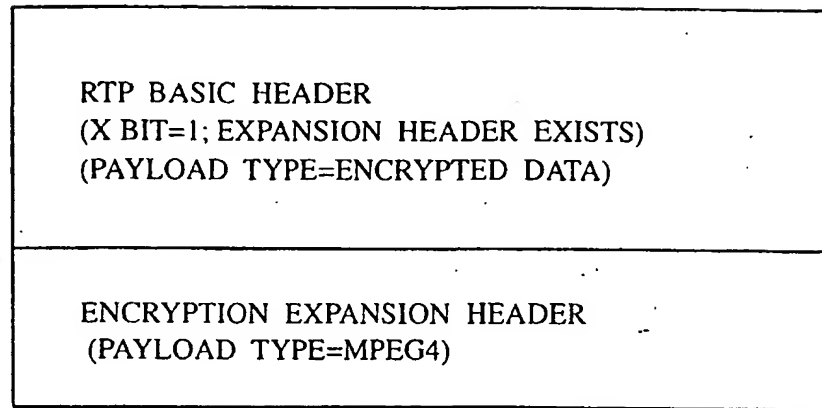 RTP BASIC HEADER
(X BIT=1; EXPANSION HEADER EXISTS)
(PAYLOAD TYPE=ENCRYPTED DATA)
ENCRYPTION EXPANSION HEADER
(PAYLOAD TYPE=MPEG4)